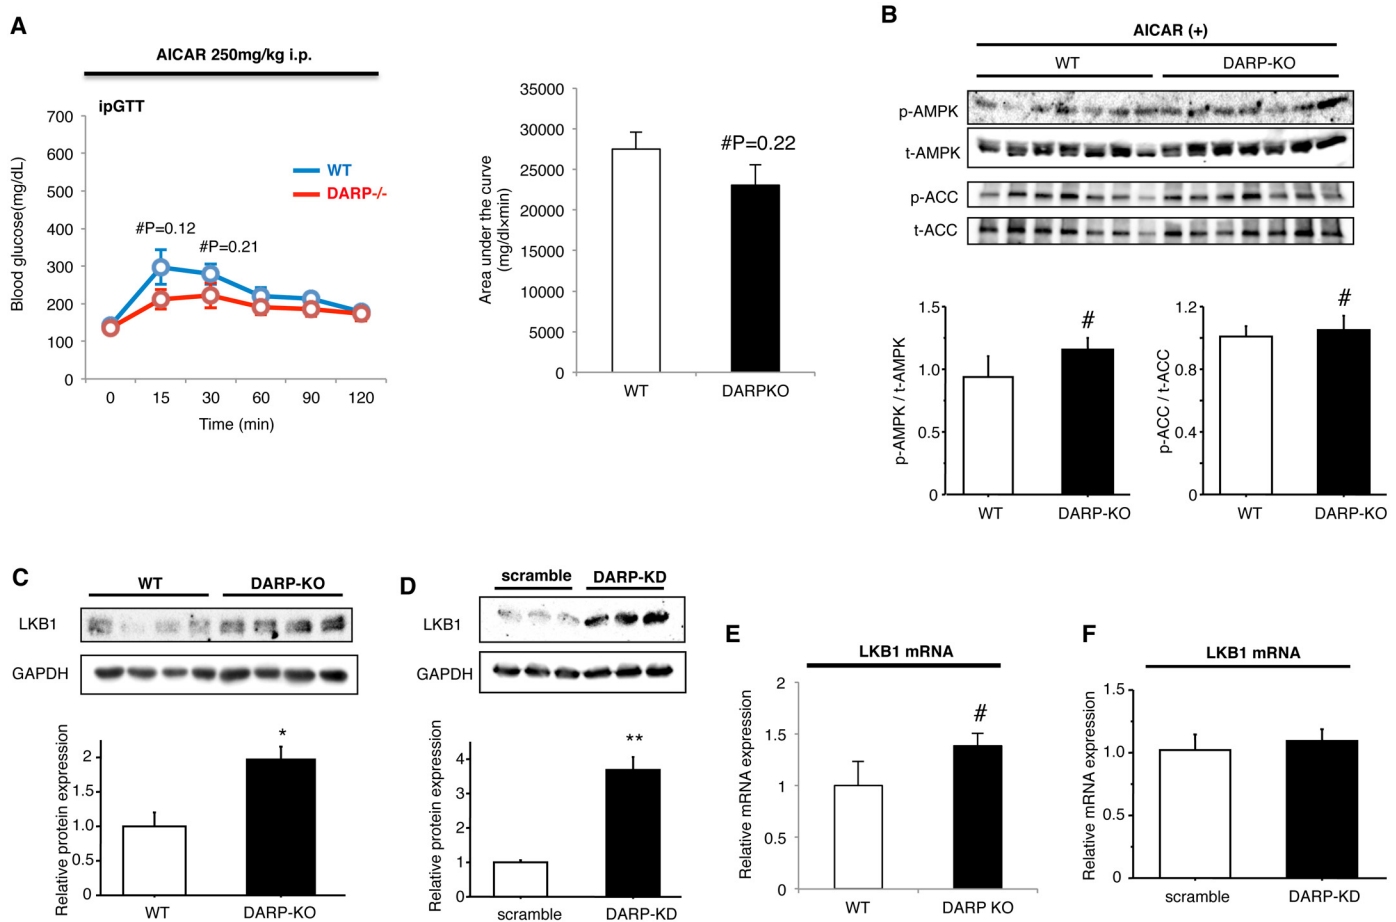 A
AICAR 250mg/kg i.p.
ipGTT
Blood glucose(mg/dL)
700
600
500
400
300
200
100
0
WT
DARP-/-
#P=0.12
#P=0.21
0 15 30 60 90 120
Time (min)
Area under the curve
(mg/dl×min)
35000
30000
25000
20000
15000
10000
5000
0
#P=0.22
WT DARPKO
B
AICAR (+)
WT DARP-KO
p-AMPK
t-AMPK
p-ACC
t-ACC
p-AMPK / t-AMPK
1.5
1.0
0.5
0
#
WT DARP-KO
p-ACC / t-ACC
1.2
0.8
0.4
0
#
WT DARP-KO
C
WT DARP-KO
LKB1
GAPDH
Relative protein expression
2
1.0
0.5
0
*
WT DARP-KO
D
scramble DARP-KD
LKB1
GAPDH
Relative protein expression
4
3
2
1
0
**
scramble DARP-KD
E
LKB1 mRNA
Relative mRNA expression
2
1.5
1
0.5
0
#
WT DARP KO
F
LKB1 mRNA
Relative mRNA expression
1.5
1.0
0.5
0
scramble DARP-KD